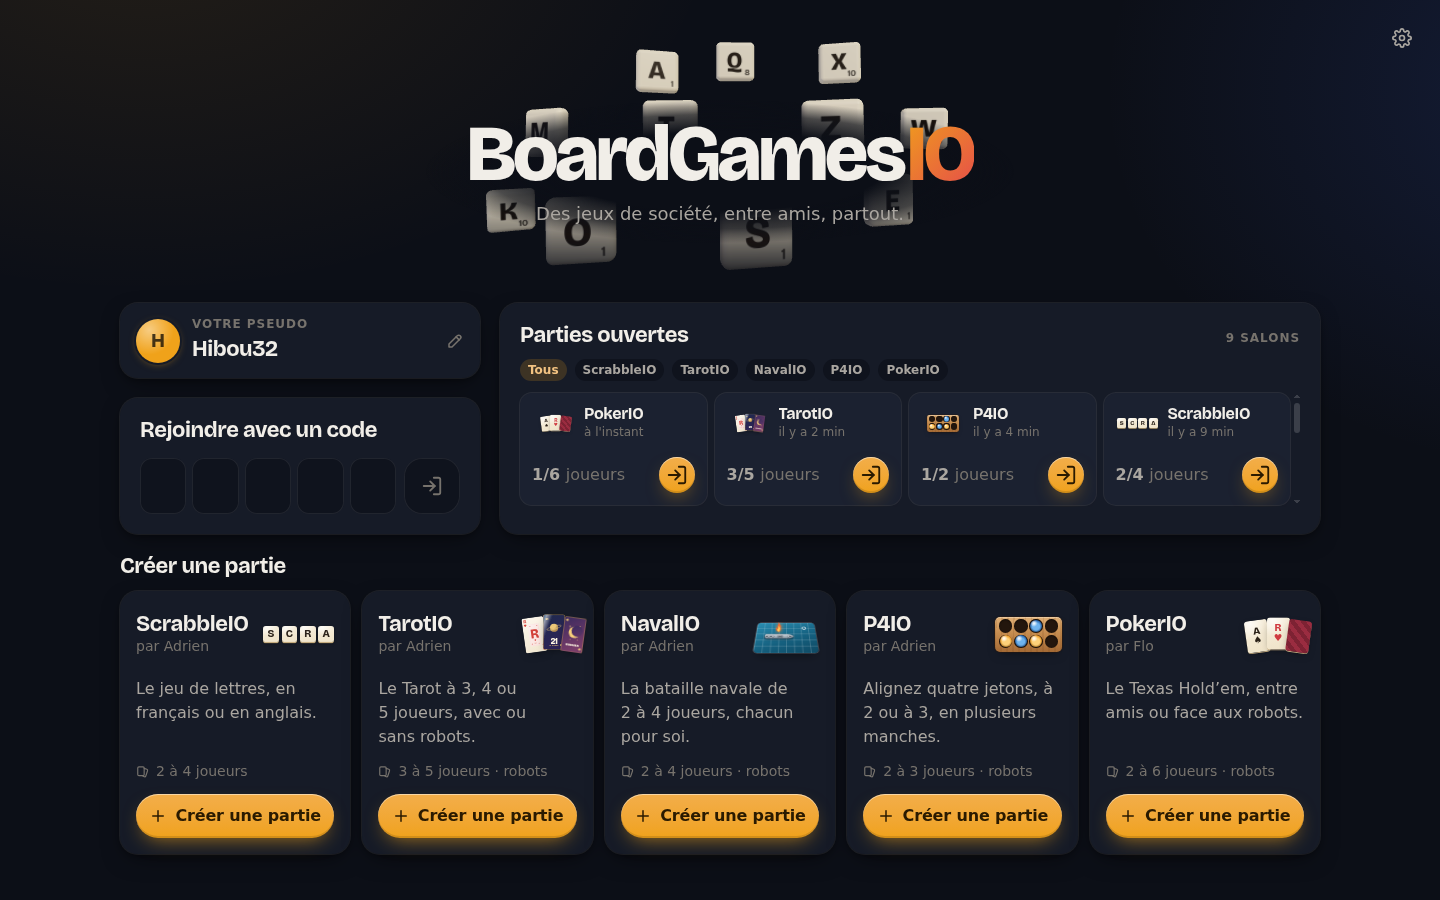 A 1
Q 8
X 10
M
T
Z
W
BoardGamesIO
K 10
E 1
Des jeux de société, entre amis, partout.
O 1
S 1
H
VOTRE PSEUDO
Hibou32
Rejoindre avec un code
Parties ouvertes
9 SALONS
Tous
ScrabbleIO
TarotIO
NavalIO
P4IO
PokerIO
PokerIO
à l'instant
1/6 joueurs
TarotIO
il y a 2 min
3/5 joueurs
P4IO
il y a 4 min
1/2 joueurs
S C R A
ScrabbleIO
il y a 9 min
2/4 joueurs
Créer une partie
ScrabbleIO
par Adrien
S C R A
Le jeu de lettres, en
français ou en anglais.
2 à 4 joueurs
Créer une partie
TarotIO
par Adrien
R
21
Le Tarot à 3, 4 ou
5 joueurs, avec ou
sans robots.
3 à 5 joueurs · robots
Créer une partie
NavalIO
par Adrien
La bataille navale de
2 à 4 joueurs, chacun
pour soi.
2 à 4 joueurs · robots
Créer une partie
P4IO
par Adrien
Alignez quatre jetons, à
2 ou à 3, en plusieurs
manches.
2 à 3 joueurs · robots
Créer une partie
PokerIO
par Flo
A
R
Le Texas Hold’em, entre
amis ou face aux robots.
2 à 6 joueurs · robots
Créer une partie